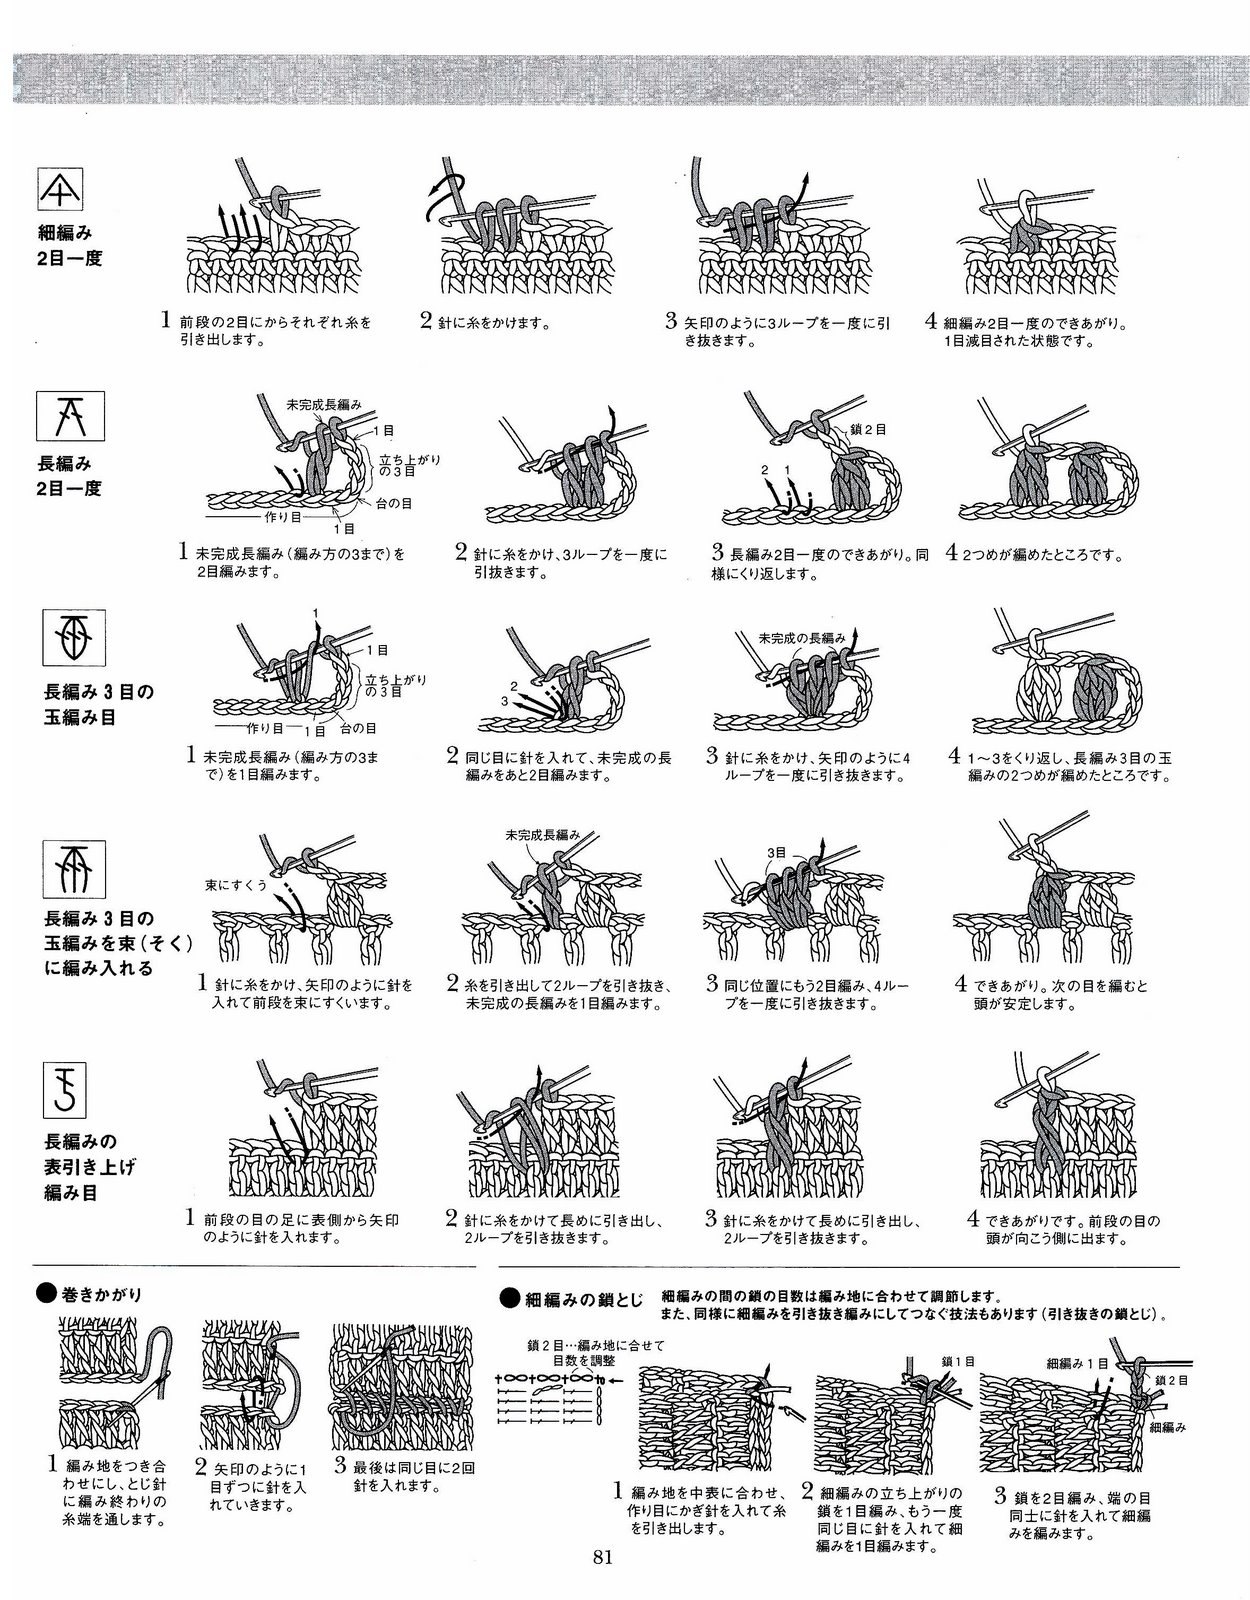 細編み
2目一度
1 前段の2目にからそれぞれ糸を
引き出します。
2 針に糸をかけます。
3 矢印のように3ループを一度に引
き抜きます。
4 細編み2目一度のできあがり。
1目減目された状態です。
長編み
2目一度
未完成長編み
1目
立ち上がり
の3目
台の目
作り目
1目
1 未完成長編み(編み方の3まで)を
2目編みます。
2 針に糸をかけ、3ループを一度に
引抜きます。
鎖2目
2 1
3 長編み2目一度のできあがり。同
様にくり返します。
4 2つめが編めたところです。
長編み3目の
玉編み目
1
1目
立ち上がり
の3目
作り目
1目
台の目
1 未完成長編み(編み方の3ま
で)を1目編みます。
2
3
2 同じ目に針を入れて、未完成の長
編みをあと2目編みます。
未完成の長編み
3 針に糸をかけ、矢印のように4
ループを一度に引き抜きます。
4 1〜3をくり返し、長編み3目の玉
編みの2つめが編めたところです。
長編み3目の
玉編みを束(そく)
に編み入れる
束にすくう
1 針に糸をかけ、矢印のように針を
入れて前段を束にすくいます。
未完成長編み
2 糸を引き出して2ループを引き抜き、
未完成の長編みを1目編みます。
3目
3 同じ位置にもう2目編み、4ルー
プを一度に引き抜きます。
4 できあがり。次の目を編むと
頭が安定します。
長編みの
表引き上げ
編み目
1 前段の目の足に表側から矢印
のように針を入れます。
2 針に糸をかけて長めに引き出し、
2ループを引き抜きます。
3 針に糸をかけて長めに引き出し、
2ループを引き抜きます。
4 できあがりです。前段の目の
頭が向こう側に出ます。
●巻きかがり
1 編み地をつき合
わせにし、とじ針
に編み終わりの
糸端を通します。
2 矢印のように1
目ずつに針を入
れていきます。
3 最後は同じ目に2回
針を入れます。
●細編みの鎖とじ
細編みの間の鎖の目数は編み地に合わせて調節します。
また、同様に細編みを引き抜き編みにしてつなぐ技法もあります(引き抜きの鎖とじ)。
鎖2目…編み地に合せて
目数を調整
1 編み地を中表に合わせ、
作り目にかぎ針を入れて糸
を引き出します。
鎖1目
2 細編みの立ち上がりの
鎖を1目編み、もう一度
同じ目に針を入れて細
編みを1目編みます。
細編み1目
鎖2目
細編み
3 鎖を2目編み、端の目
同士に針を入れて細編
みを編みます。
81